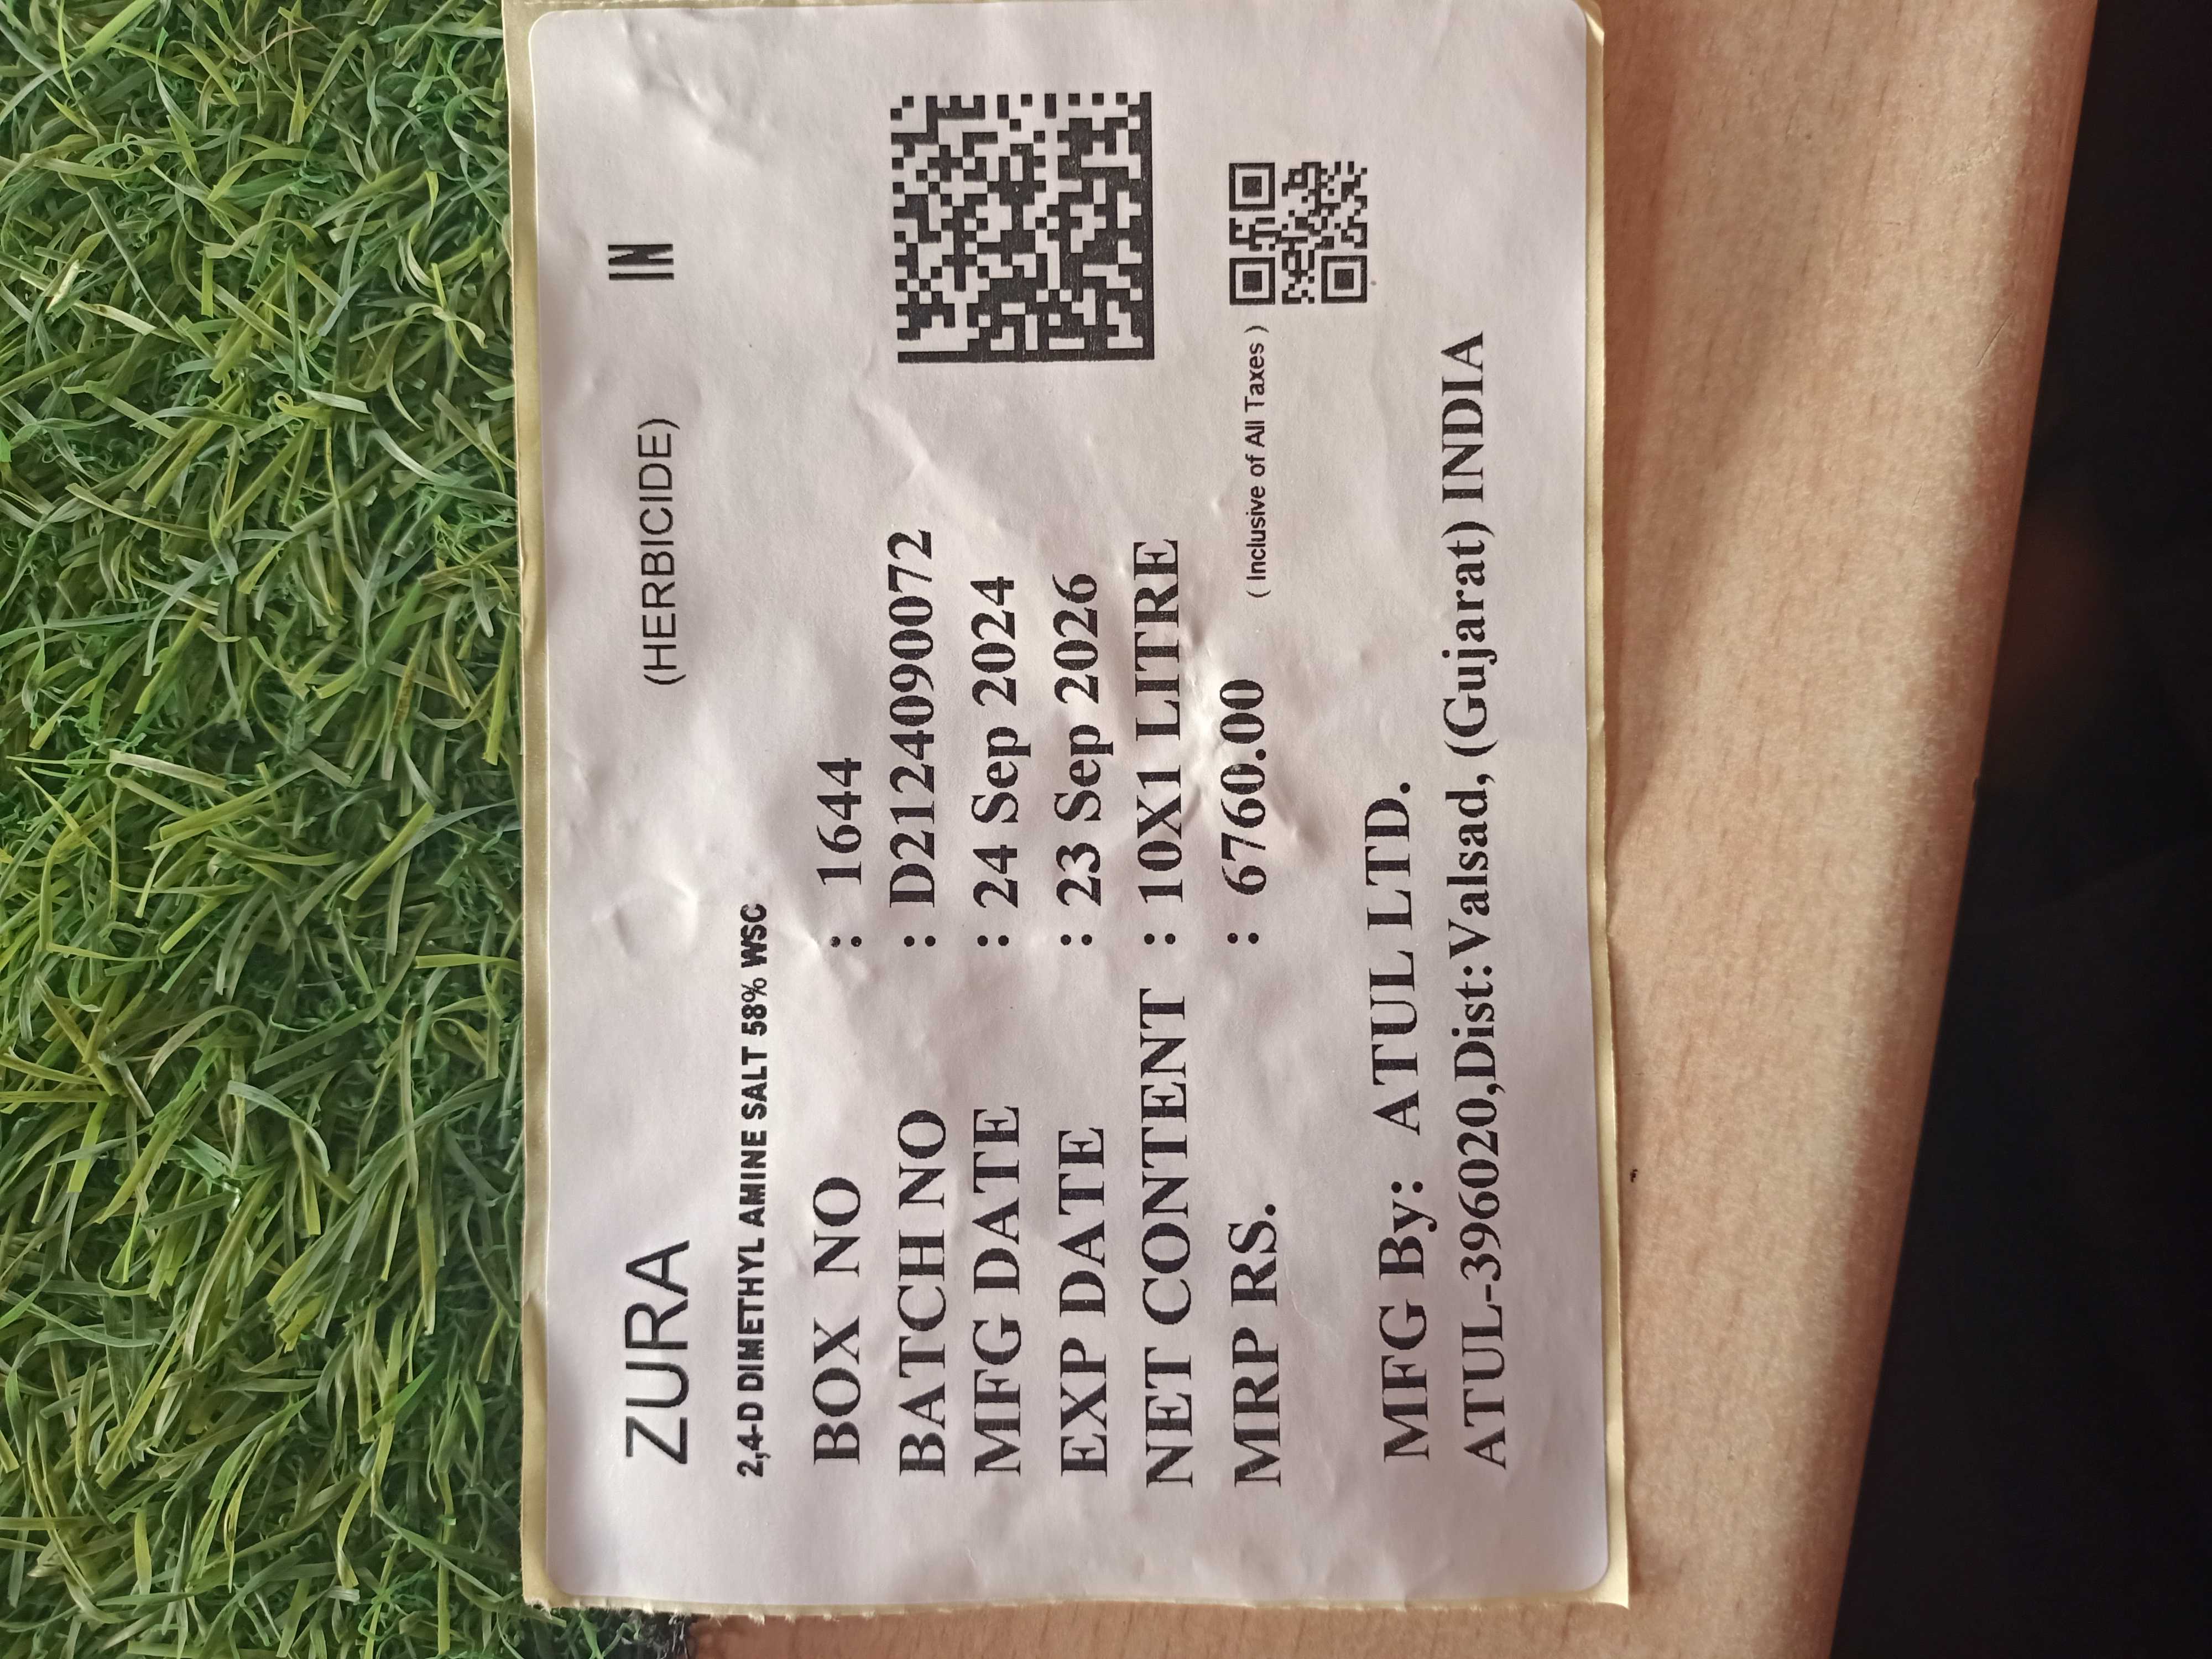 ZURA (HERBICIDE) IN
2,4-D DIMETHYL AMINE SALT 58% WSC
BOX NO : 1644
BATCH NO : D2124090072
MFG DATE : 24 Sep 2024
EXP DATE : 23 Sep 2026
NET CONTENT : 10X1 LITRE
MRP RS. : 6760.00 ( Inclusive of All Taxes )
MFG By: ATUL LTD.
ATUL-396020,Dist:Valsad, (Gujarat) INDIA